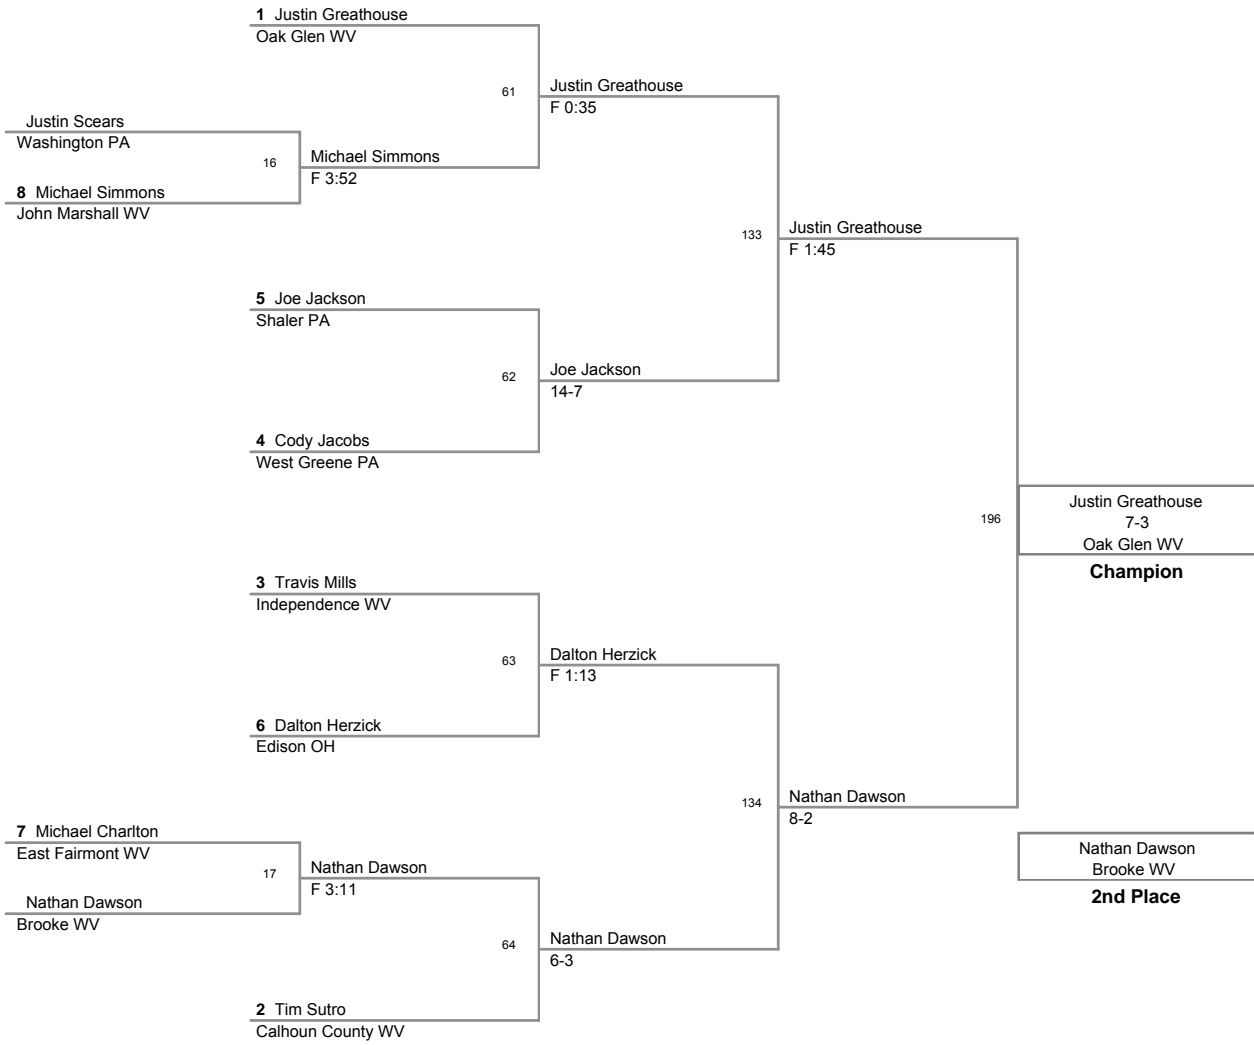 1 Justin Greathouse
Oak Glen WV
61
Justin Greathouse
F 0:35
Justin Scears
Washington PA
16
Michael Simmons
F 3:52
8 Michael Simmons
John Marshall WV
133
Justin Greathouse
F 1:45
5 Joe Jackson
Shaler PA
62
Joe Jackson
14-7
4 Cody Jacobs
West Greene PA
196
Justin Greathouse
7-3
Oak Glen WV
Champion
3 Travis Mills
Independence WV
63
Dalton Herzick
F 1:13
6 Dalton Herzick
Edison OH
134
Nathan Dawson
8-2
7 Michael Charlton
East Fairmont WV
17
Nathan Dawson
F 3:11
Nathan Dawson
Brooke WV
64
Nathan Dawson
6-3
2 Tim Sutro
Calhoun County WV
Nathan Dawson
Brooke WV
2nd Place